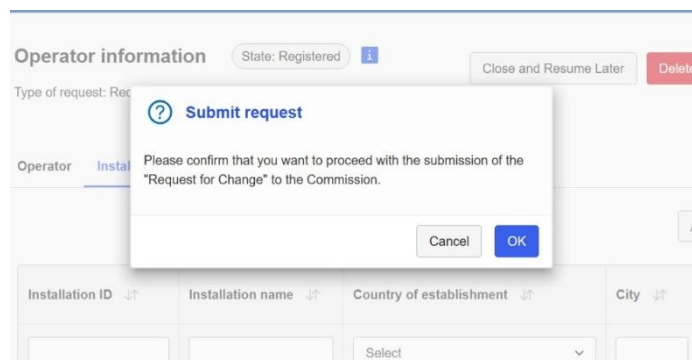 Operator information State: Registered i Close and Resume Later Delete
Type of request:
Submit request
Please confirm that you want to proceed with the submission of the
"Request for Change" to the Commission.
Operator
Cancel OK
Installation ID Installation name Country of establishment City
Select